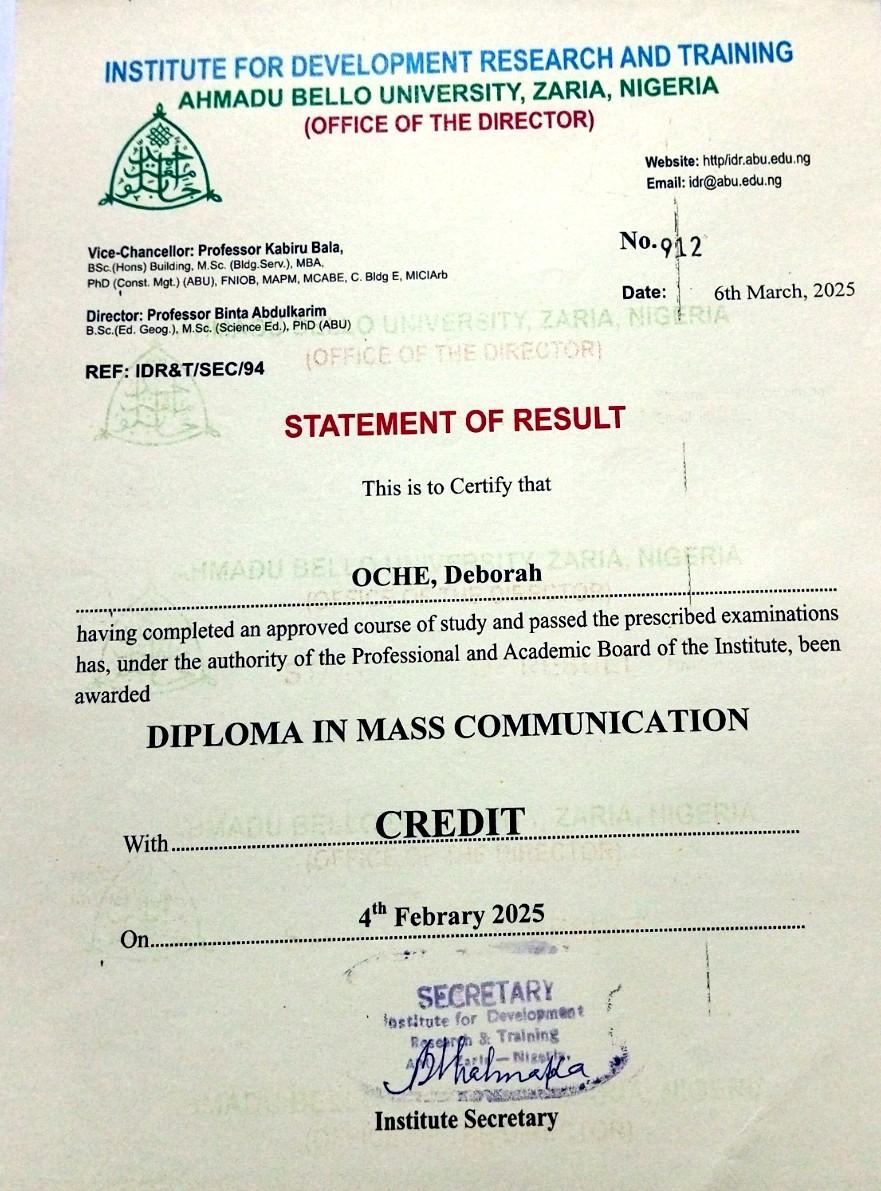 INSTITUTE FOR DEVELOPMENT RESEARCH AND TRAINING
AHMADU BELLO UNIVERSITY, ZARIA, NIGERIA
(OFFICE OF THE DIRECTOR)
Website: http/idr.abu.edu.ng
Email: idr@abu.edu.ng
Vice-Chancellor: Professor Kabiru Bala,
BSc.(Hons) Building, M.Sc. (Bldg.Serv.), MBA,
PhD (Const. Mgt.) (ABU), FNIOB, MAPM, MCABE, C. Bldg E, MICIArb
No. 912
Date: 6th March, 2025
Director: Professor Binta Abdulkarim
B.Sc.(Ed. Geog.), M.Sc. (Science Ed.), PhD (ABU)
REF: IDR&T/SEC/94
STATEMENT OF RESULT
This is to Certify that
OCHE, Deborah
having completed an approved course of study and passed the prescribed examinations
has, under the authority of the Professional and Academic Board of the Institute, been
awarded
DIPLOMA IN MASS COMMUNICATION
With CREDIT
On 4th Febrary 2025
SECRETARY
Institute for Development
Research & Training
Institute Secretary